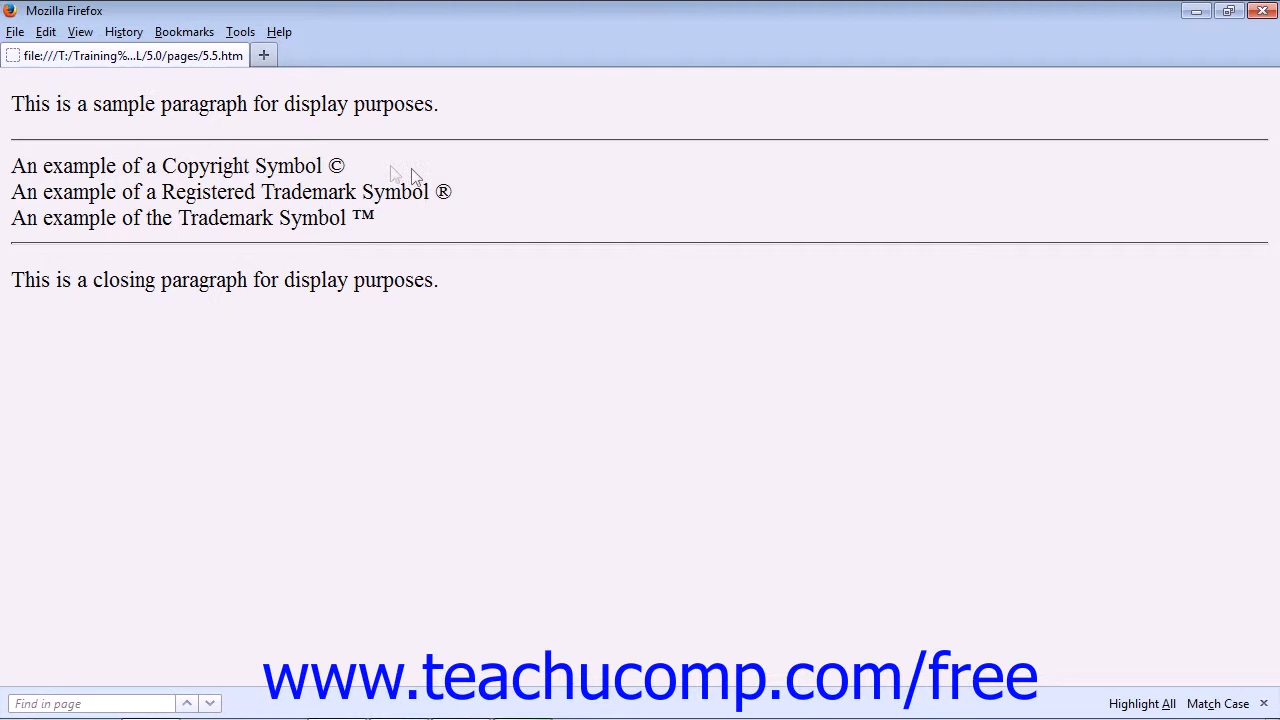 Mozilla Firefox
File Edit View History Bookmarks Tools Help
file:///T:/Training%...L/5.0/pages/5.5.htm +
This is a sample paragraph for display purposes.
An example of a Copyright Symbol ©
An example of a Registered Trademark Symbol ®
An example of the Trademark Symbol ™
This is a closing paragraph for display purposes.
www.teachucomp.com/free
Find in page Highlight All Match Case